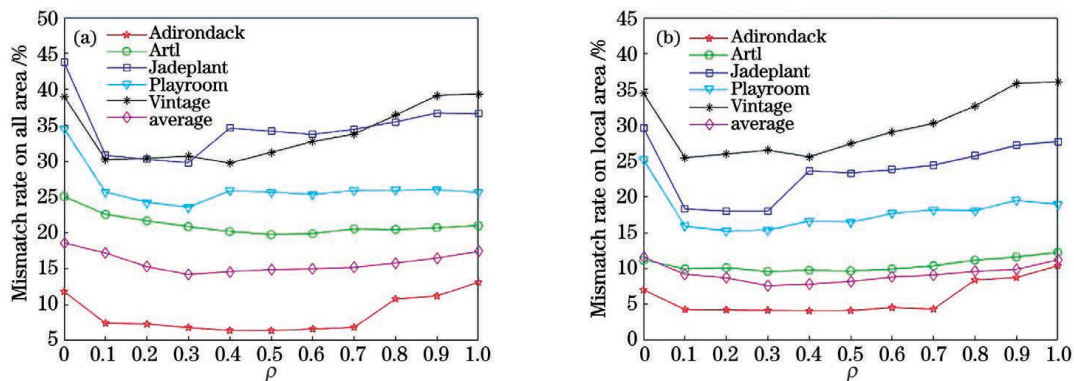 50
45
40
35
30
25
20
15
10
5
Mismatch rate on all area /%
(a)
Adirondack
Artl
Jadeplant
Playroom
Vintage
average
0 0.1 0.2 0.3 0.4 0.5 0.6 0.7 0.8 0.9 1.0
ρ
45
40
35
30
25
20
15
10
5
0
Mismatch rate on local area /%
(b)
Adirondack
Artl
Jadeplant
Playroom
Vintage
average
0 0.1 0.2 0.3 0.4 0.5 0.6 0.7 0.8 0.9 1.0
ρ